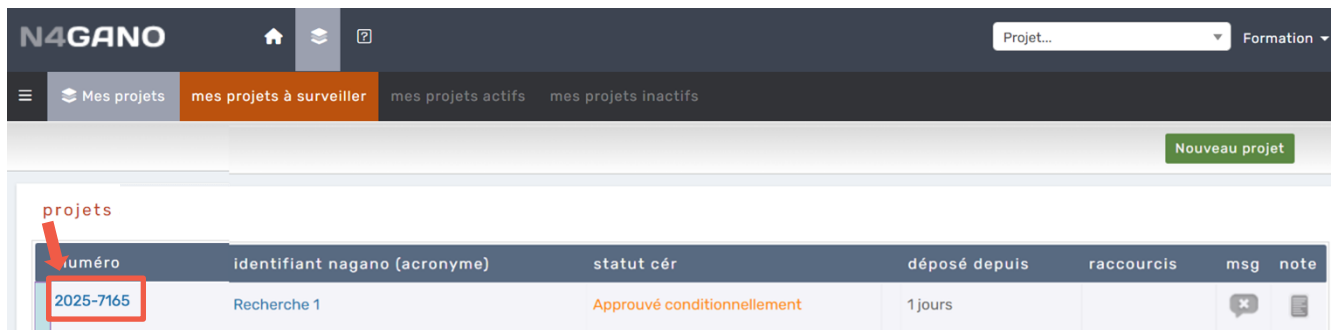 N4GANO Projet... Formation
Mes projets mes projets à surveiller mes projets actifs mes projets inactifs
Nouveau projet
projets
numéro identifiant nagano (acronyme) statut cér déposé depuis raccourcis msg note
2025-7165 Recherche 1 Approuvé conditionnellement 1 jours